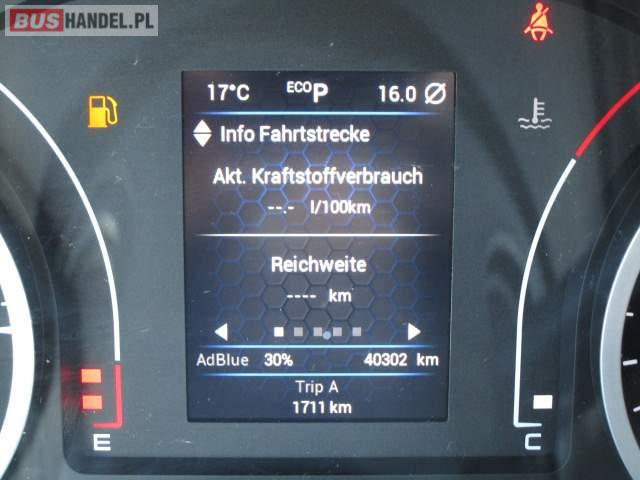 BUSHANDEL.PL
17°C ECO P 16.0 Ø
Info Fahrtstrecke
Akt. Kraftstoffverbrauch
--.- l/100km
Reichweite
---- km
AdBlue 30% 40302 km
Trip A
1711 km
E
C